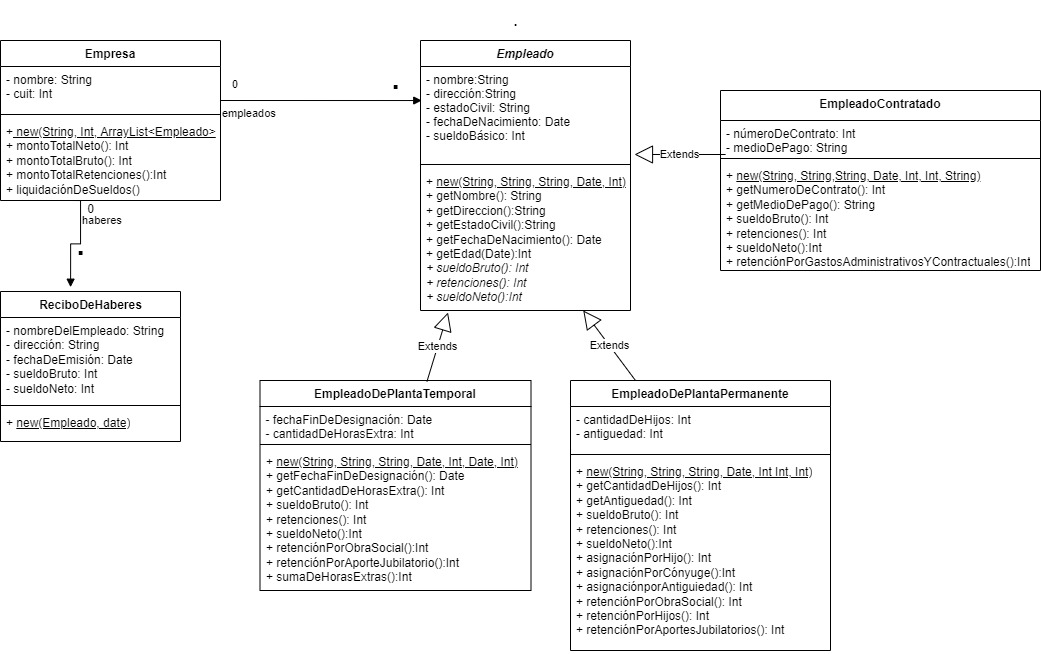 Empresa
- nombre: String
- cuit: Int
+ new(String, Int, ArrayList<Empleado>
+ montoTotalNeto(): Int
+ montoTotalBruto(): Int
+ montoTotalRetenciones():Int
+ liquidaciónDeSueldos()
0
empleados
0
haberes
ReciboDeHaberes
- nombreDelEmpleado: String
- dirección: String
- fechaDeEmisión: Date
- sueldoBruto: Int
- sueldoNeto: Int
+ new(Empleado, date)
Empleado
- nombre:String
- dirección:String
- estadoCivil: String
- fechaDeNacimiento: Date
- sueldoBásico: Int
+ new(String, String, String, Date, Int)
+ getNombre(): String
+ getDireccion():String
+ getEstadoCivil():String
+ getFechaDeNacimiento(): Date
+ getEdad(Date):Int
+ sueldoBruto(): Int
+ retenciones(): Int
+ sueldoNeto():Int
Extends
EmpleadoContratado
- númeroDeContrato: Int
- medioDePago: String
+ new(String, String,String, Date, Int, Int, String)
+ getNumeroDeContrato(): Int
+ getMedioDePago(): String
+ sueldoBruto(): Int
+ retenciones(): Int
+ sueldoNeto():Int
+ retenciónPorGastosAdministrativosYContractuales():Int
Extends
Extends
EmpleadoDePlantaTemporal
- fechaFinDeDesignación: Date
- cantidadDeHorasExtra: Int
+ new(String, String, String, Date, Int, Date, Int)
+ getFechaFinDeDesignación(): Date
+ getCantidadDeHorasExtra(): Int
+ sueldoBruto(): Int
+ retenciones(): Int
+ sueldoNeto():Int
+ retenciónPorObraSocial():Int
+ retenciónPorAporteJubilatorio():Int
+ sumaDeHorasExtras():Int
EmpleadoDePlantaPermanente
- cantidadDeHijos: Int
- antiguedad: Int
+ new(String, String, String, Date, Int Int, Int)
+ getCantidadDeHijos(): Int
+ getAntiguedad(): Int
+ sueldoBruto(): Int
+ retenciones(): Int
+ sueldoNeto():Int
+ asignaciónPorHijo(): Int
+ asignaciónPorCónyuge():Int
+ asignaciónporAntiguiedad(): Int
+ retenciónPorObraSocial(): Int
+ retenciónPorHijos(): Int
+ retenciónPorAportesJubilatorios(): Int